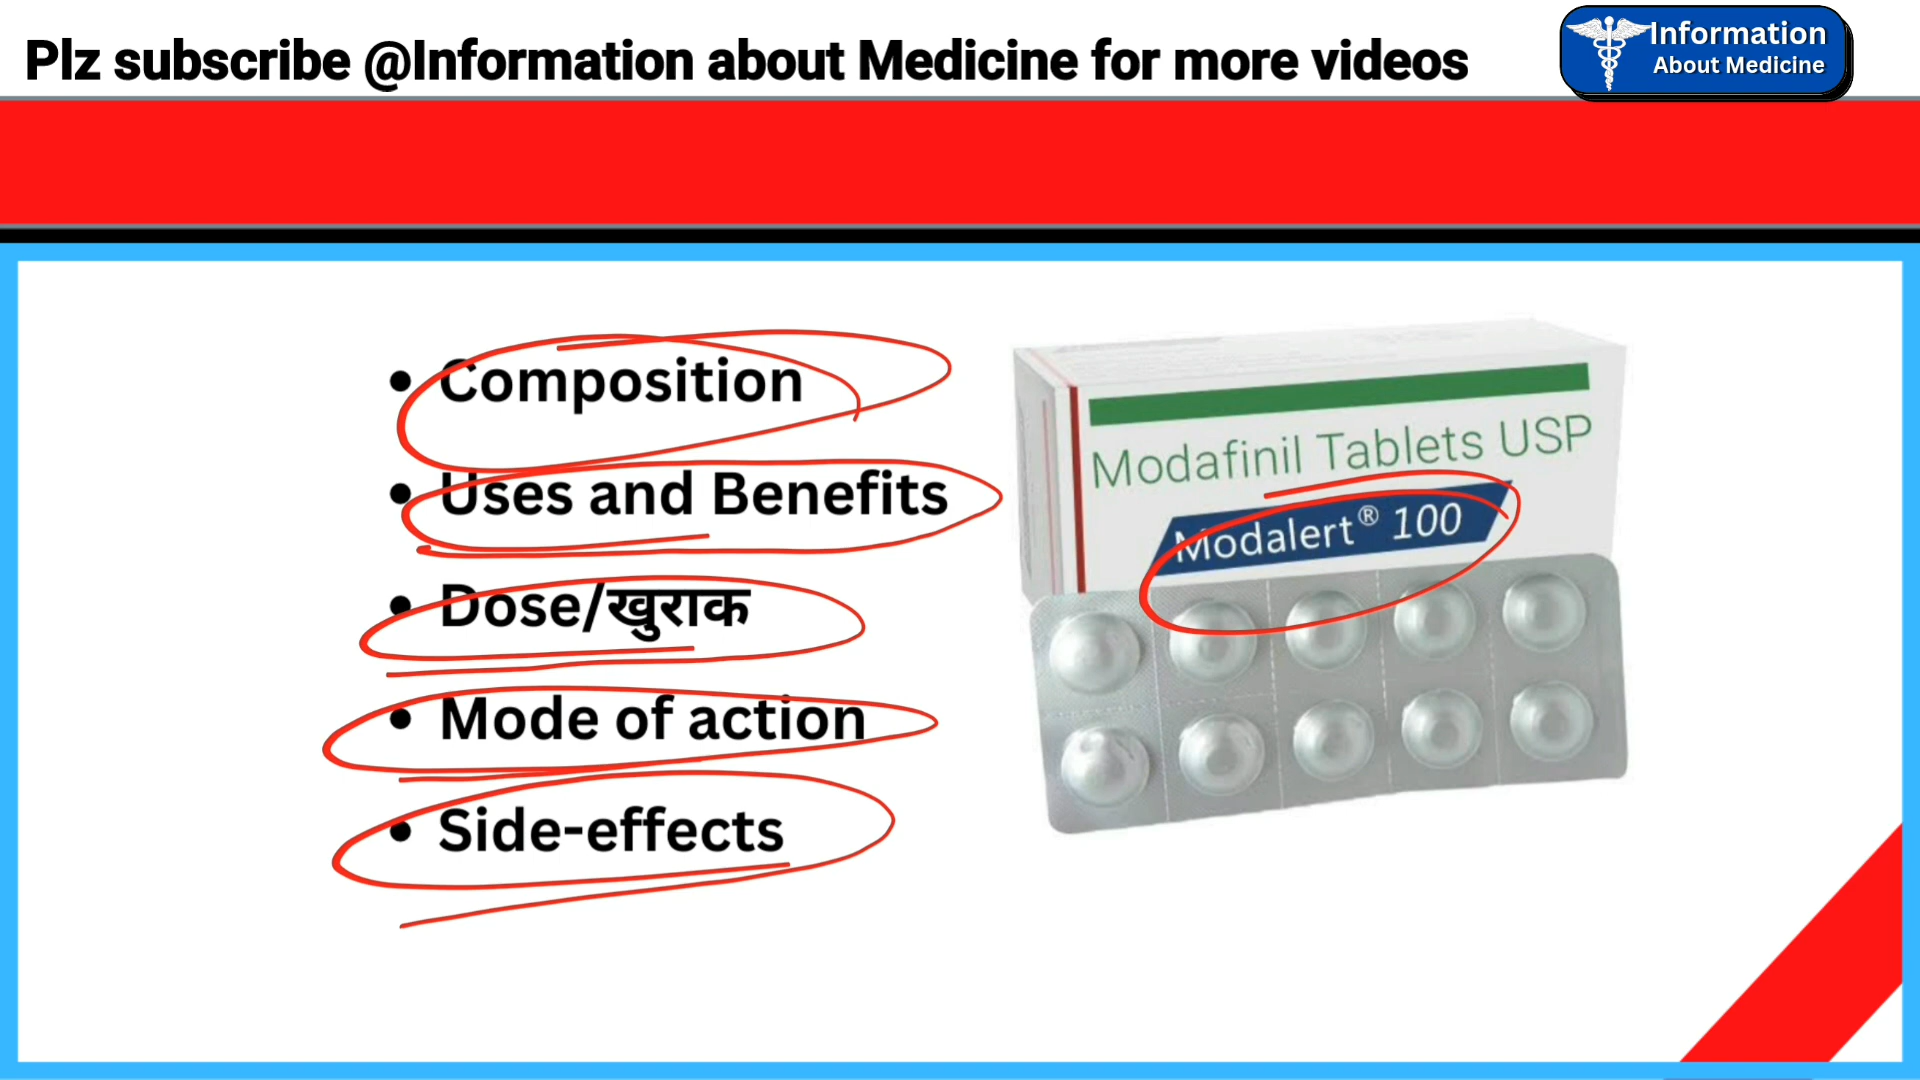 Plz subscribe @Information about Medicine for more videos
Information
About Medicine
• Composition
• Uses and Benefits
• Dose/खुराक
• Mode of action
• Side-effects
Modafinil Tablets USP
Modalert® 100